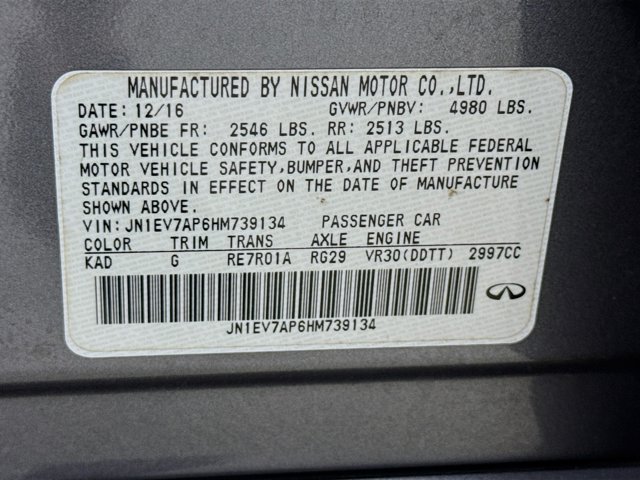 MANUFACTURED BY NISSAN MOTOR CO.,LTD.
DATE: 12/16 GVWR/PNBV: 4980 LBS.
GAWR/PNBE FR: 2546 LBS. RR: 2513 LBS.
THIS VEHICLE CONFORMS TO ALL APPLICABLE FEDERAL
MOTOR VEHICLE SAFETY,BUMPER,AND THEFT PREVENTION
STANDARDS IN EFFECT ON THE DATE OF MANUFACTURE
SHOWN ABOVE.
VIN: JN1EV7AP6HM739134 PASSENGER CAR
COLOR TRIM TRANS AXLE ENGINE
KAD G RE7R01A RG29 VR30(DDTT) 2997CC
JN1EV7AP6HM739134